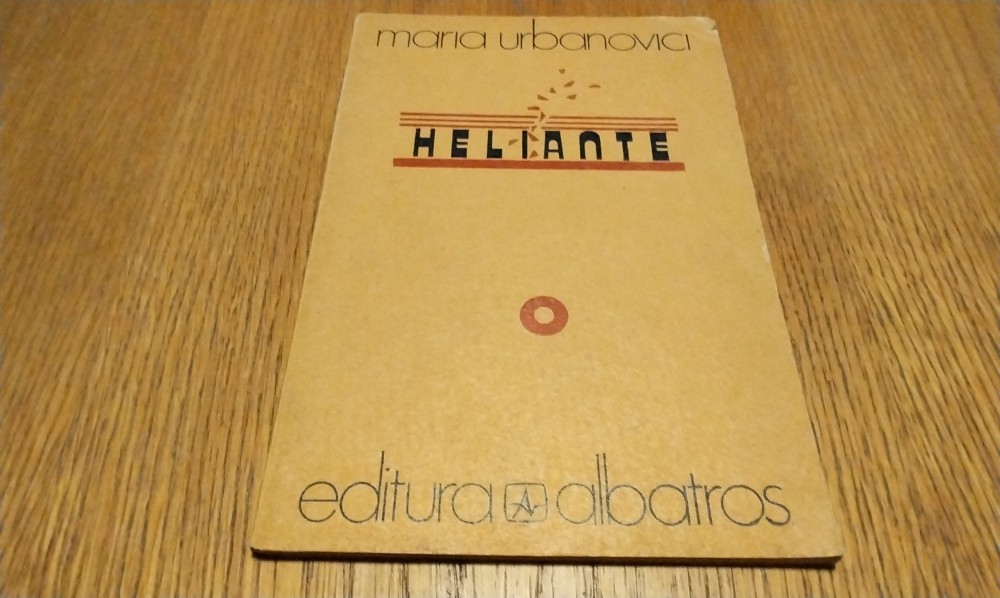 maria urbanovici
HELIANTE
editura A albatros